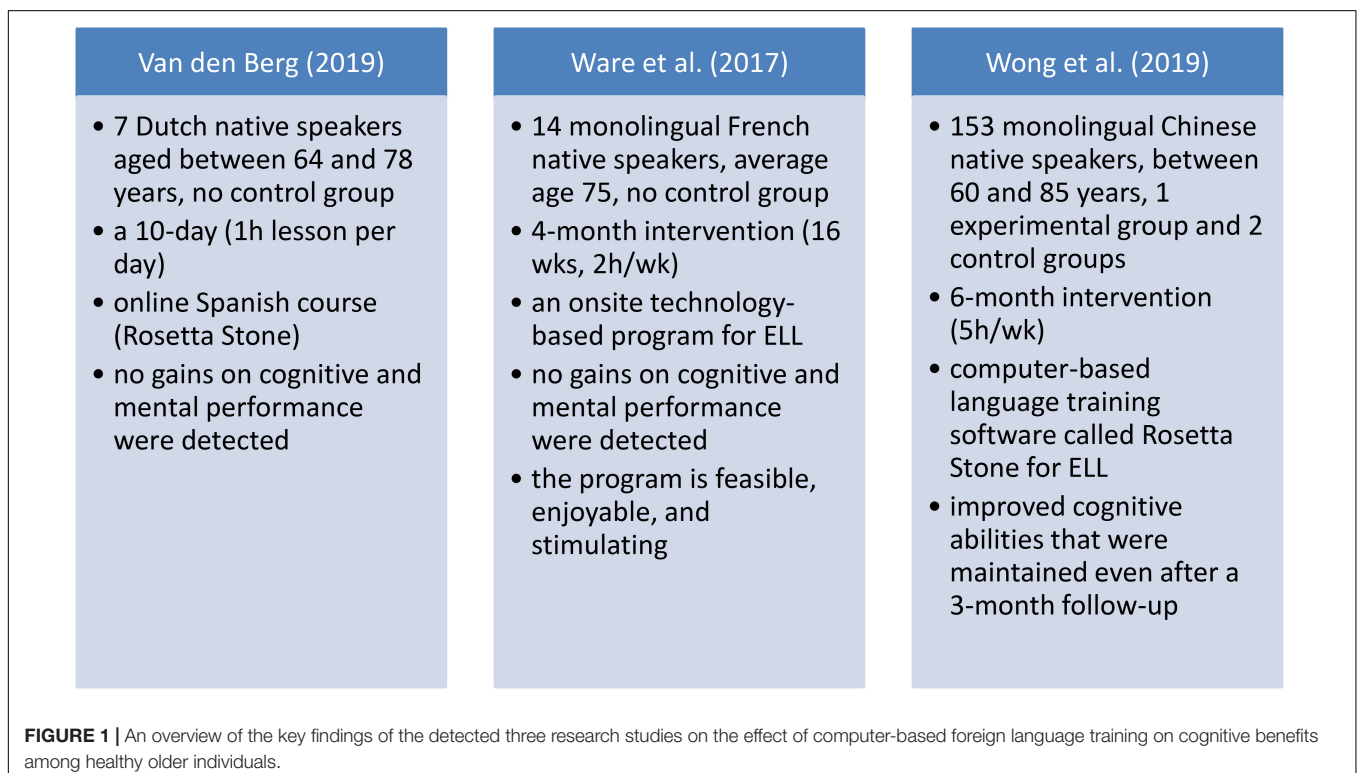 Van den Berg (2019)
• 7 Dutch native speakers
aged between 64 and 78
years, no control group
• a 10-day (1h lesson per
day)
• online Spanish course
(Rosetta Stone)
• no gains on cognitive and
mental performance
were detected
Ware et al. (2017)
• 14 monolingual French
native speakers, average
age 75, no control group
• 4-month intervention (16
wks, 2h/wk)
• an onsite technology-
based program for ELL
• no gains on cognitive and
mental performance
were detected
• the program is feasible,
enjoyable, and
stimulating
Wong et al. (2019)
• 153 monolingual Chinese
native speakers, between
60 and 85 years, 1
experimental group and 2
control groups
• 6-month intervention
(5h/wk)
• computer-based
language training
software called Rosetta
Stone for ELL
• improved cognitive
abilities that were
maintained even after a
3-month follow-up
FIGURE 1 | An overview of the key findings of the detected three research studies on the effect of computer-based foreign language training on cognitive benefits
among healthy older individuals.